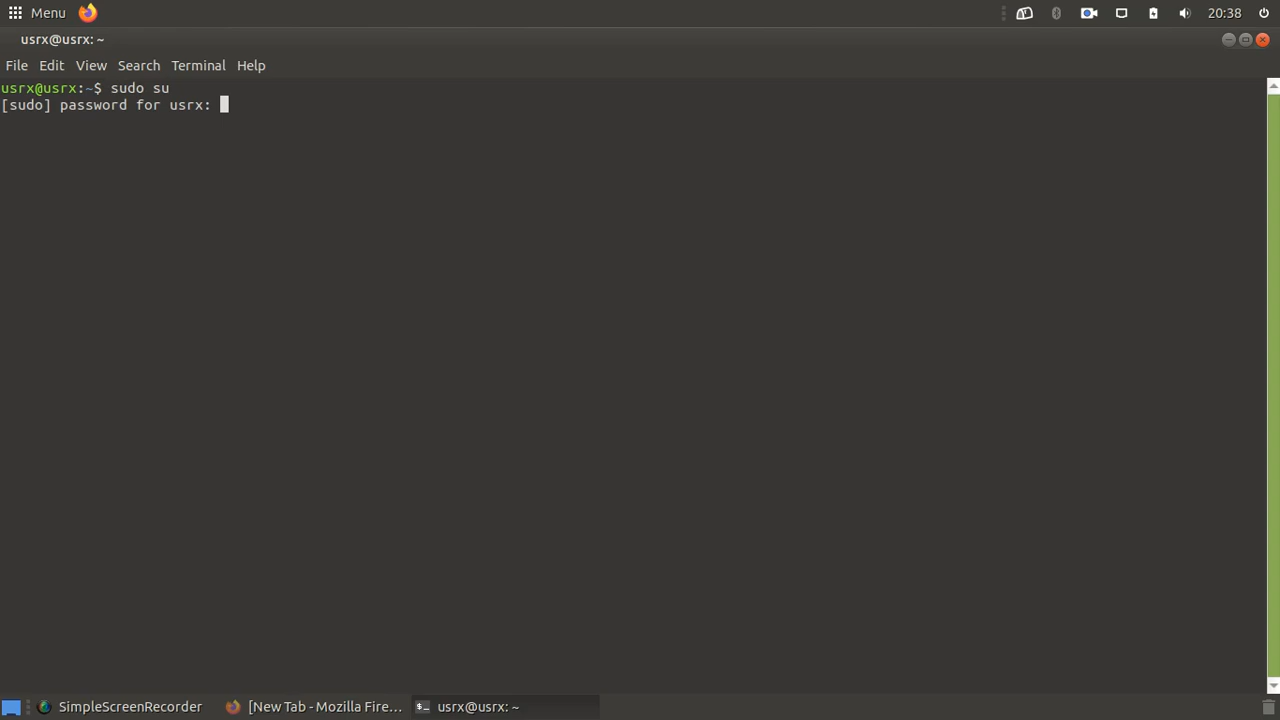 Menu
20:38
usrx@usrx: ~
File Edit View Search Terminal Help
usrx@usrx:~$ sudo su
[sudo] password for usrx:
SimpleScreenRecorder
[New Tab - Mozilla Fire...
usrx@usrx: ~